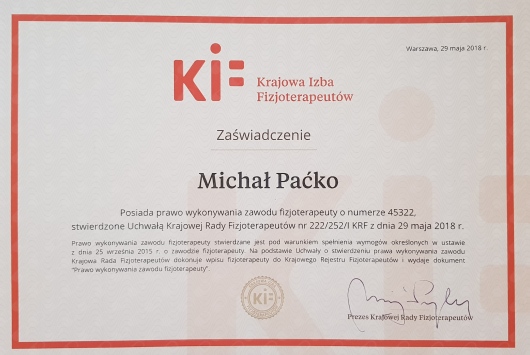 Warszawa, 29 maja 2018 r.
KIF
Krajowa Izba
Fizjoterapeutów
Zaświadczenie
Michał Paćko
Posiada prawo wykonywania zawodu fizjoterapeuty o numerze 45322,
stwierdzone Uchwałą Krajowej Rady Fizjoterapeutów nr 222/252/I KRF z dnia 29 maja 2018 r.
Prawo wykonywania zawodu fizjoterapeuty stwierdzane jest pod warunkiem spełnienia wymogów określonych w ustawie
z dnia 25 września 2015 r. o zawodzie fizjoterapeuty. Na podstawie Uchwały o stwierdzeniu prawa wykonywania zawodu
Krajowa Rada Fizjoterapeutów dokonuje wpisu fizjoterapeuty do Krajowego Rejestru Fizjoterapeutów i wydaje dokument
"Prawo wykonywania zawodu fizjoterapeuty".
KIF
Prezes Krajowej Rady Fizjoterapeutów